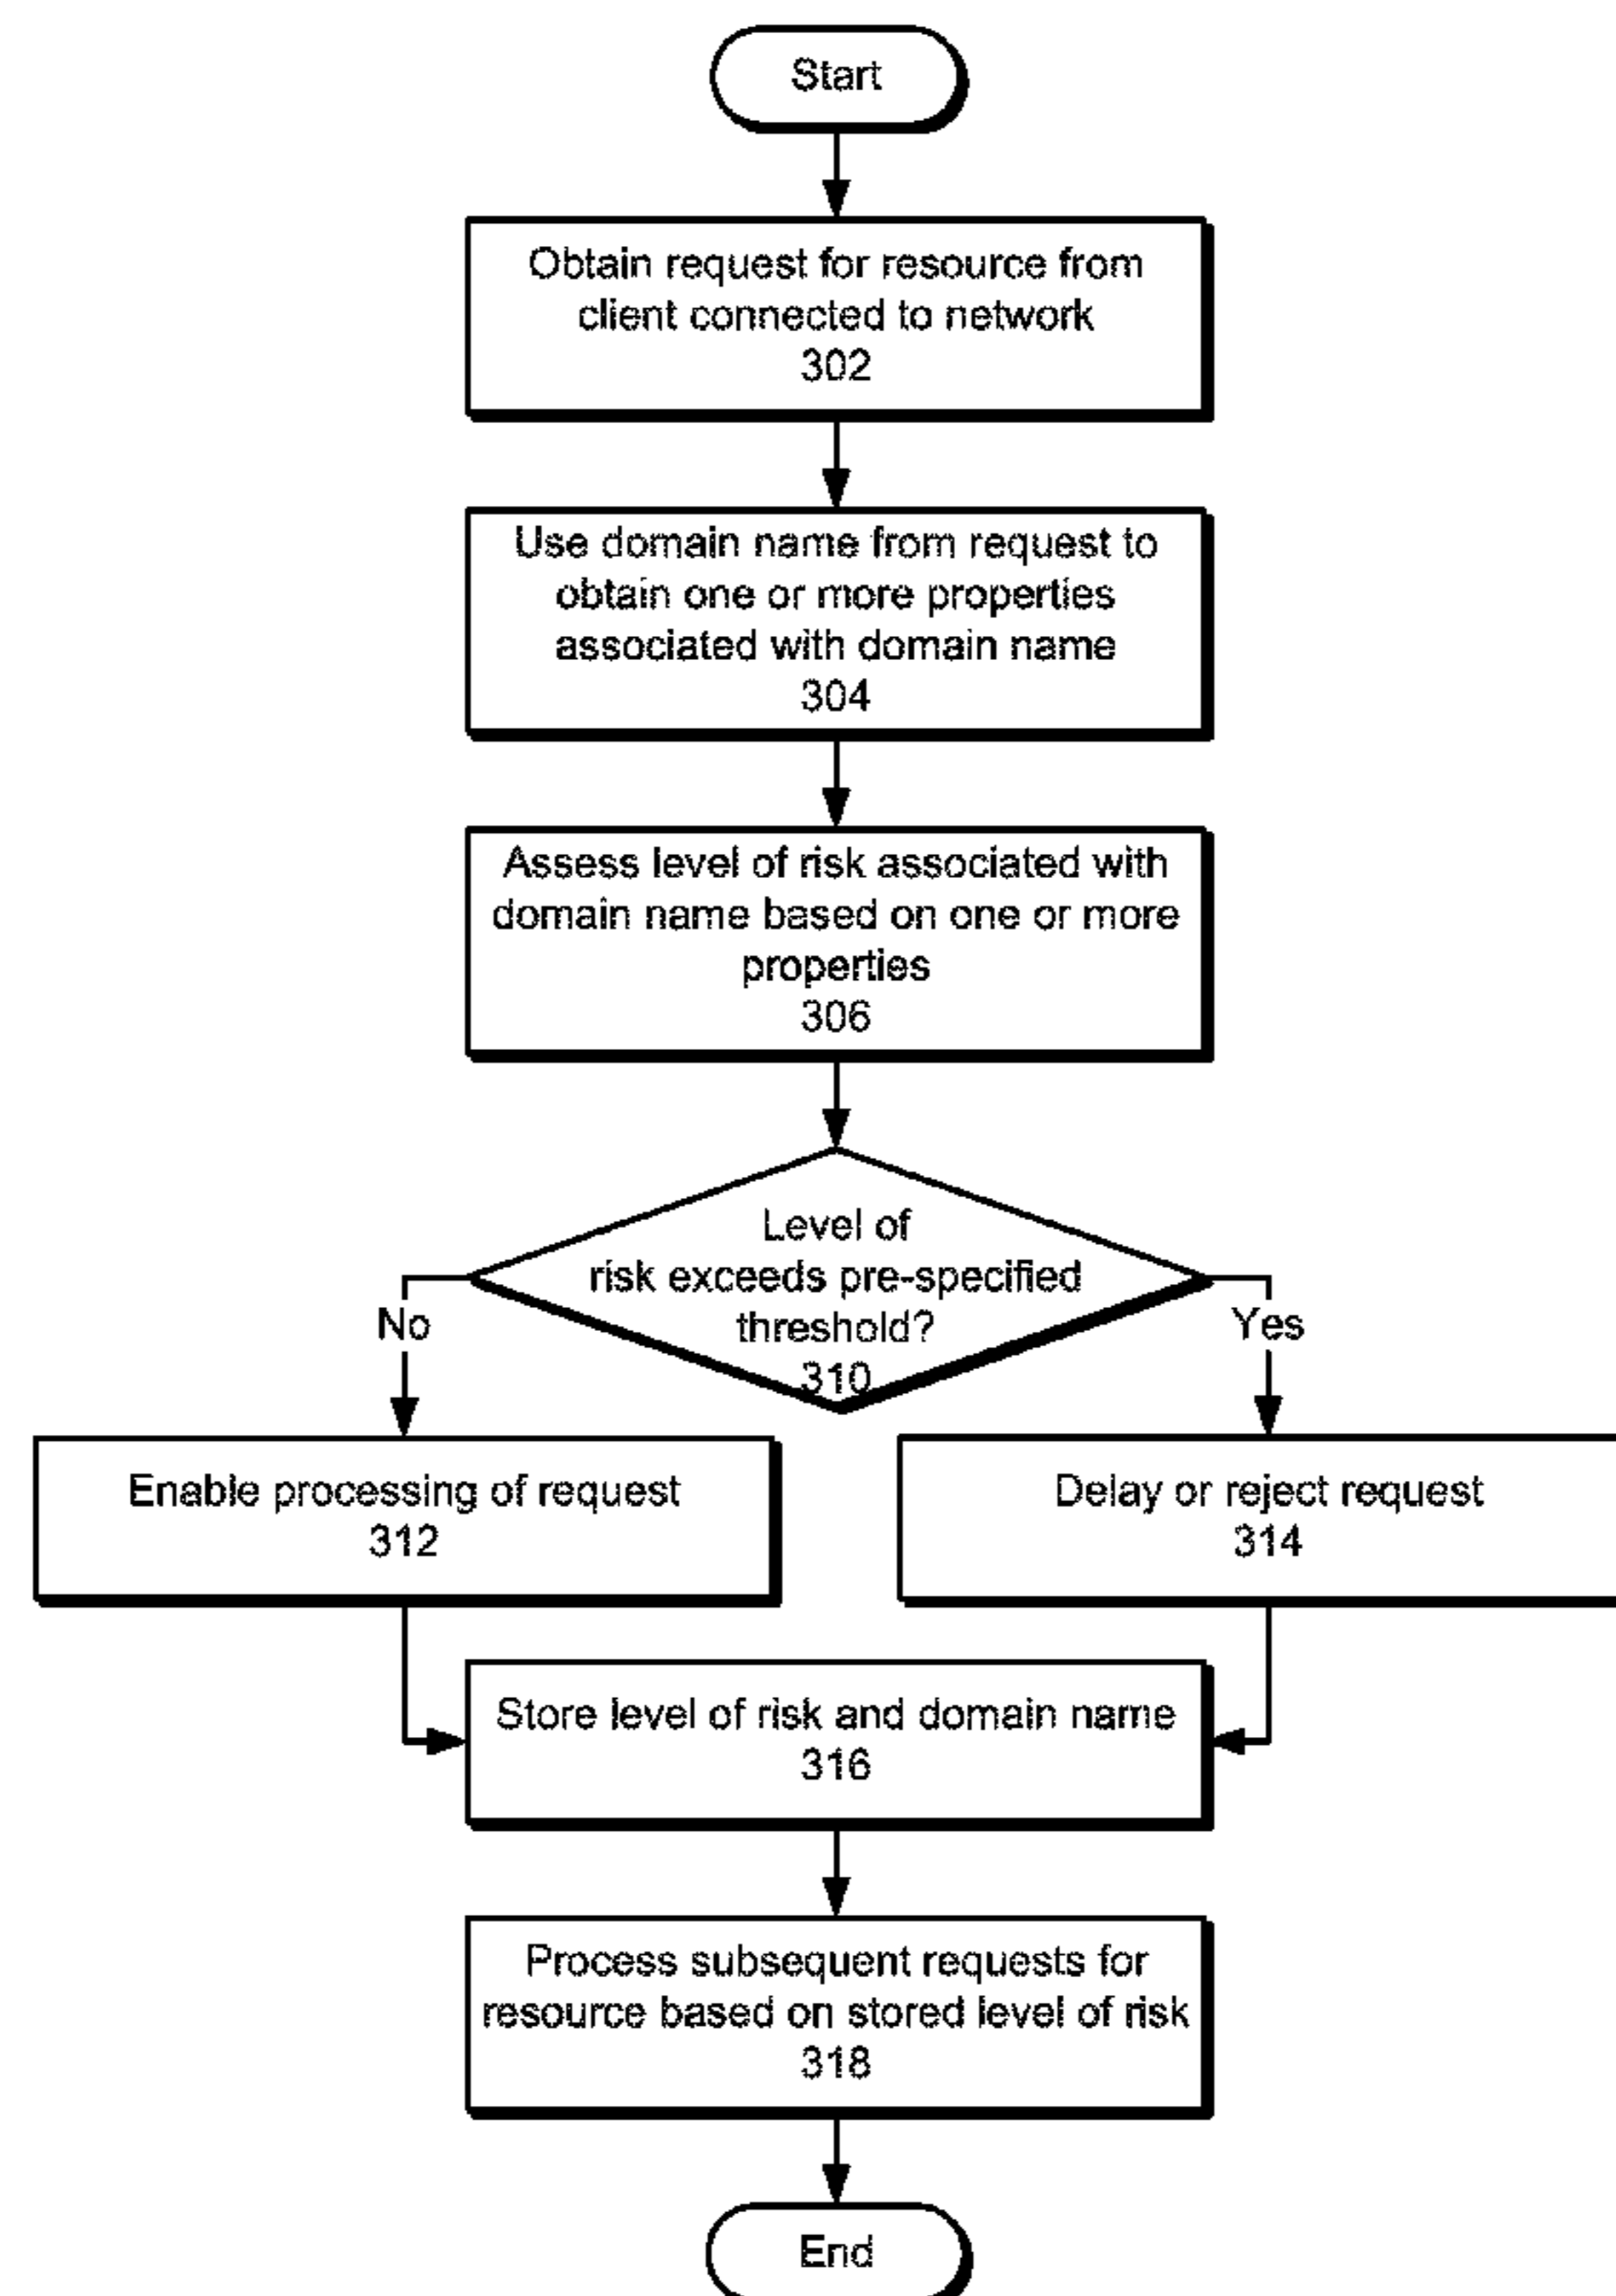 Start
Obtain request for resource from
client connected to network
302
Use domain name from request to
obtain one or more properties
associated with domain name
304
Assess level of risk associated with
domain name based on one or more
properties
306
Level of
risk exceeds pre-specified
threshold?
310
No
Yes
Enable processing of request
312
Delay or reject request
314
Store level of risk and domain name
316
Process subsequent requests for
resource based on stored level of risk
318
End